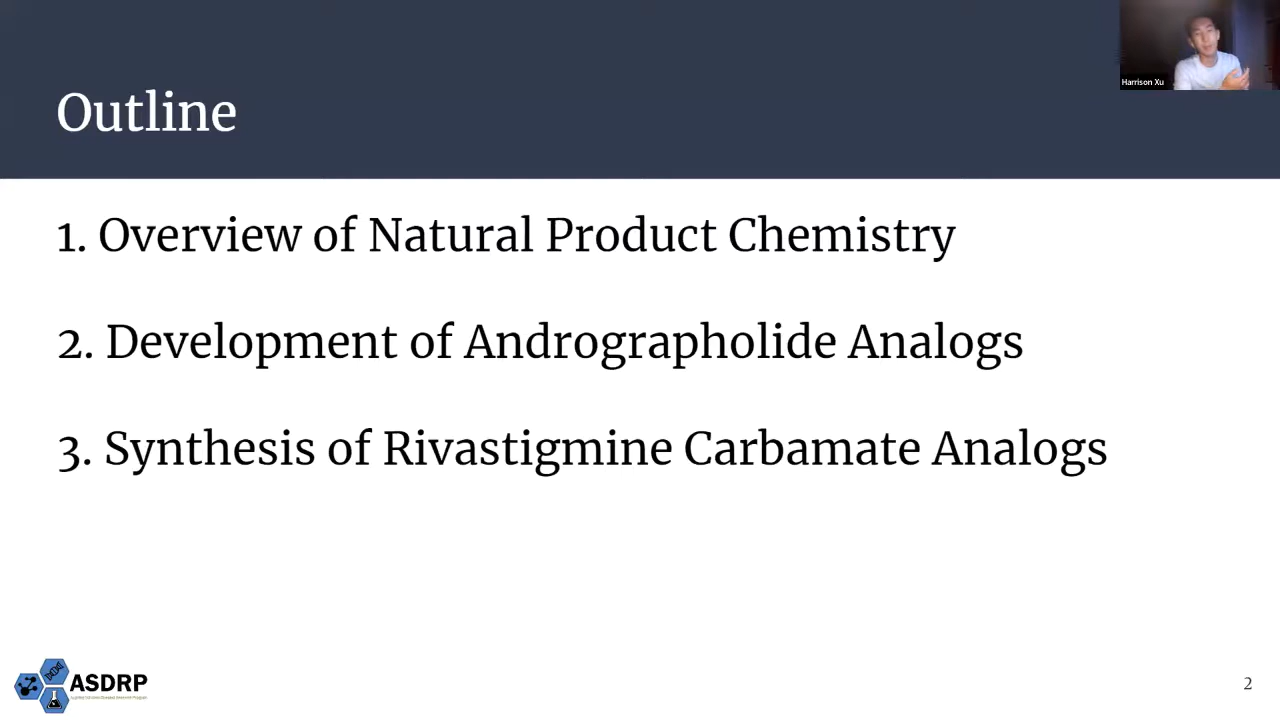 Harrison Xu
Outline
1. Overview of Natural Product Chemistry
2. Development of Andrographolide Analogs
3. Synthesis of Rivastigmine Carbamate Analogs
ASDRP
2